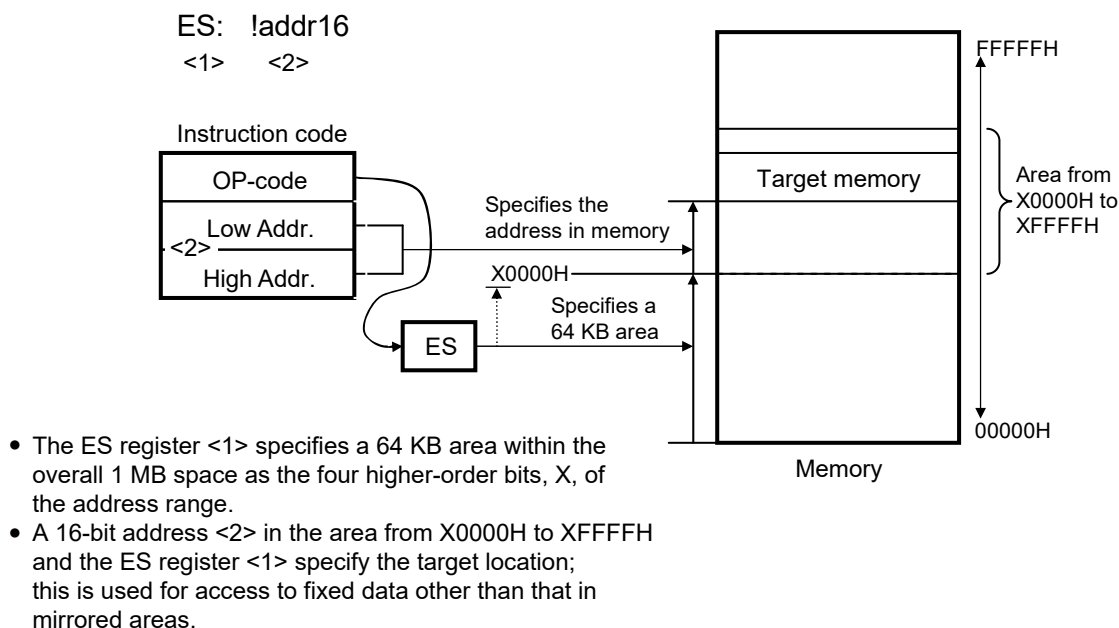 ES: !addr16
<1> <2>
Instruction code
OP-code
Low Addr.
<2>
High Addr.
ES
Specifies the
address in memory
X0000H
Specifies a
64 KB area
FFFFFH
Target memory
Area from
X0000H to
XFFFFH
00000H
Memory
• The ES register <1> specifies a 64 KB area within the
overall 1 MB space as the four higher-order bits, X, of
the address range.
• A 16-bit address <2> in the area from X0000H to XFFFFH
and the ES register <1> specify the target location;
this is used for access to fixed data other than that in
mirrored areas.